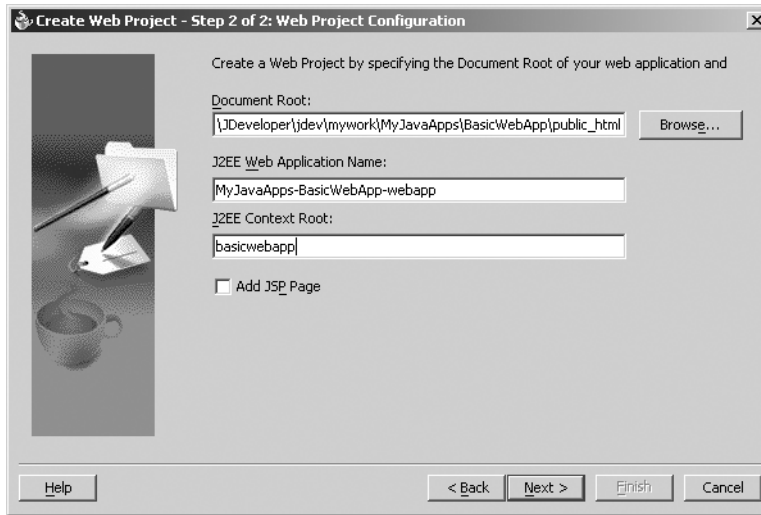 Create Web Project - Step 2 of 2: Web Project Configuration
Create a Web Project by specifying the Document Root of your web application and
Document Root:
\JDeveloper\jdev\mywork\MyJavaApps\BasicWebApp\public_html
Browse...
J2EE Web Application Name:
MyJavaApps-BasicWebApp-webapp
J2EE Context Root:
basicwebapp
Add JSP Page
Help
< Back
Next >
Finish
Cancel